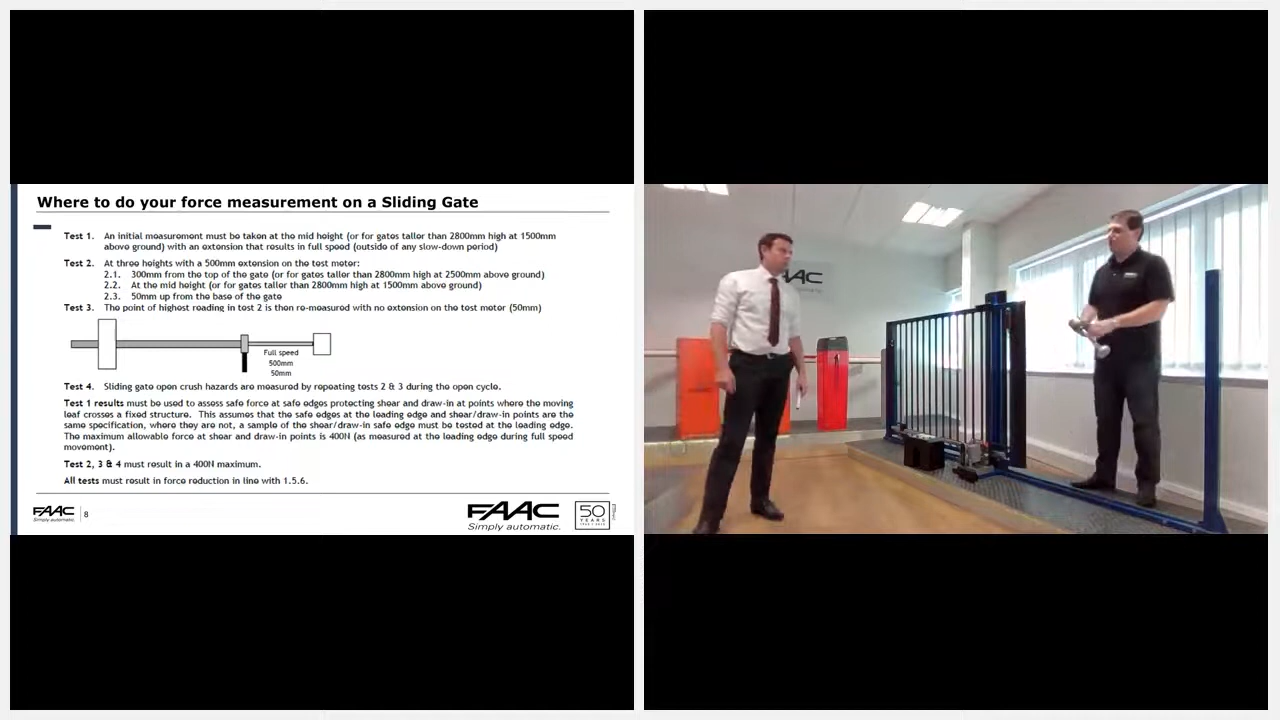 Where to do your force measurement on a Sliding Gate
Test 1. An initial measurement must be taken at the mid height (or for gates taller than 2800mm high at 1500mm
above ground) with an extension that results in full speed (outside of any slow-down period)
Test 2. At three heights with a 500mm extension on the test meter:
2.1. 300mm from the top of the gate (or for gates taller than 2800mm high at 2500mm above ground)
2.2. At the mid height (or for gates taller than 2800mm high at 1500mm above ground)
2.3. 50mm up from the base of the gate
Test 3. The point of highest reading in test 2 is then re-measured with no extension on the test meter (50mm)
Full speed
500mm
50mm
Test 4. Sliding gate open crush hazards are measured by repeating tests 2 & 3 during the open cycle.
Test 1 results must be used to assess safe force at safe edges protecting shear and draw-in at points where the moving
leaf crosses a fixed structure. This assumes that the safe edges at the leading edge and shear/draw-in points are the
same specification, where they are not, a sample of the shear/draw-in safe edge must be tested at the leading edge.
The maximum allowable force at shear and draw-in points is 400N (as measured at the leading edge during full speed
movement).
Test 2, 3 & 4 must result in a 400N maximum.
All tests must result in force reduction in line with 1.5.6.
FAAC
Simply automatic.
8
FAAC
Simply automatic.
50
YEARS
AAC